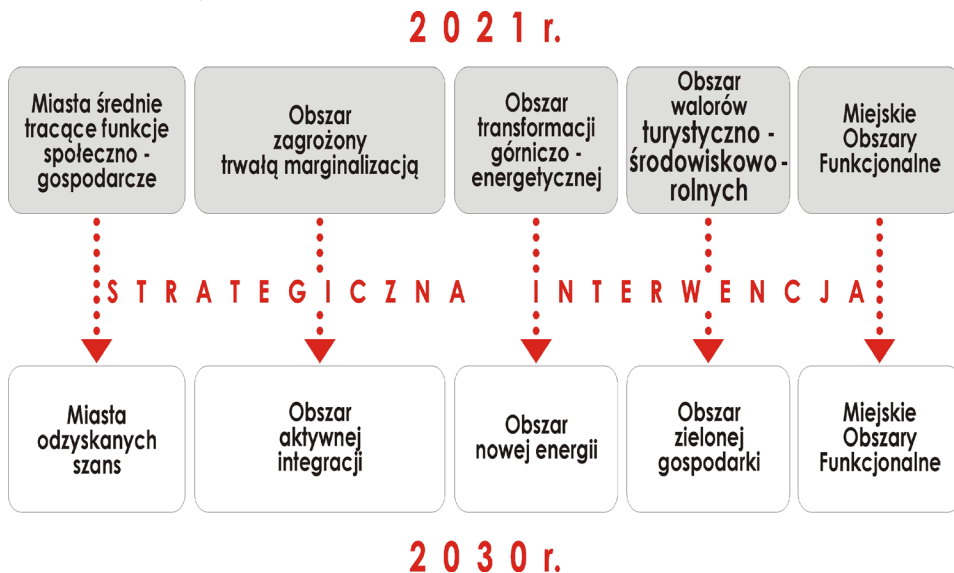 2021 r.
Miasta średnie
tracące funkcje
społeczno -
gospodarcze
Obszar
zagrożony
trwałą marginalizacją
Obszar
transformacji
górniczo -
energetycznej
Obszar
walorów
turystyczno -
środowiskowo -
rolnych
Miejskie
Obszary
Funkcjonalne
STRATEGICZNA INTERWENCJA
Miasta
odzyskanych
szans
Obszar
aktywnej
integracji
Obszar
nowej energii
Obszar
zielonej
gospodarki
Miejskie
Obszary
Funkcjonalne
2030 r.